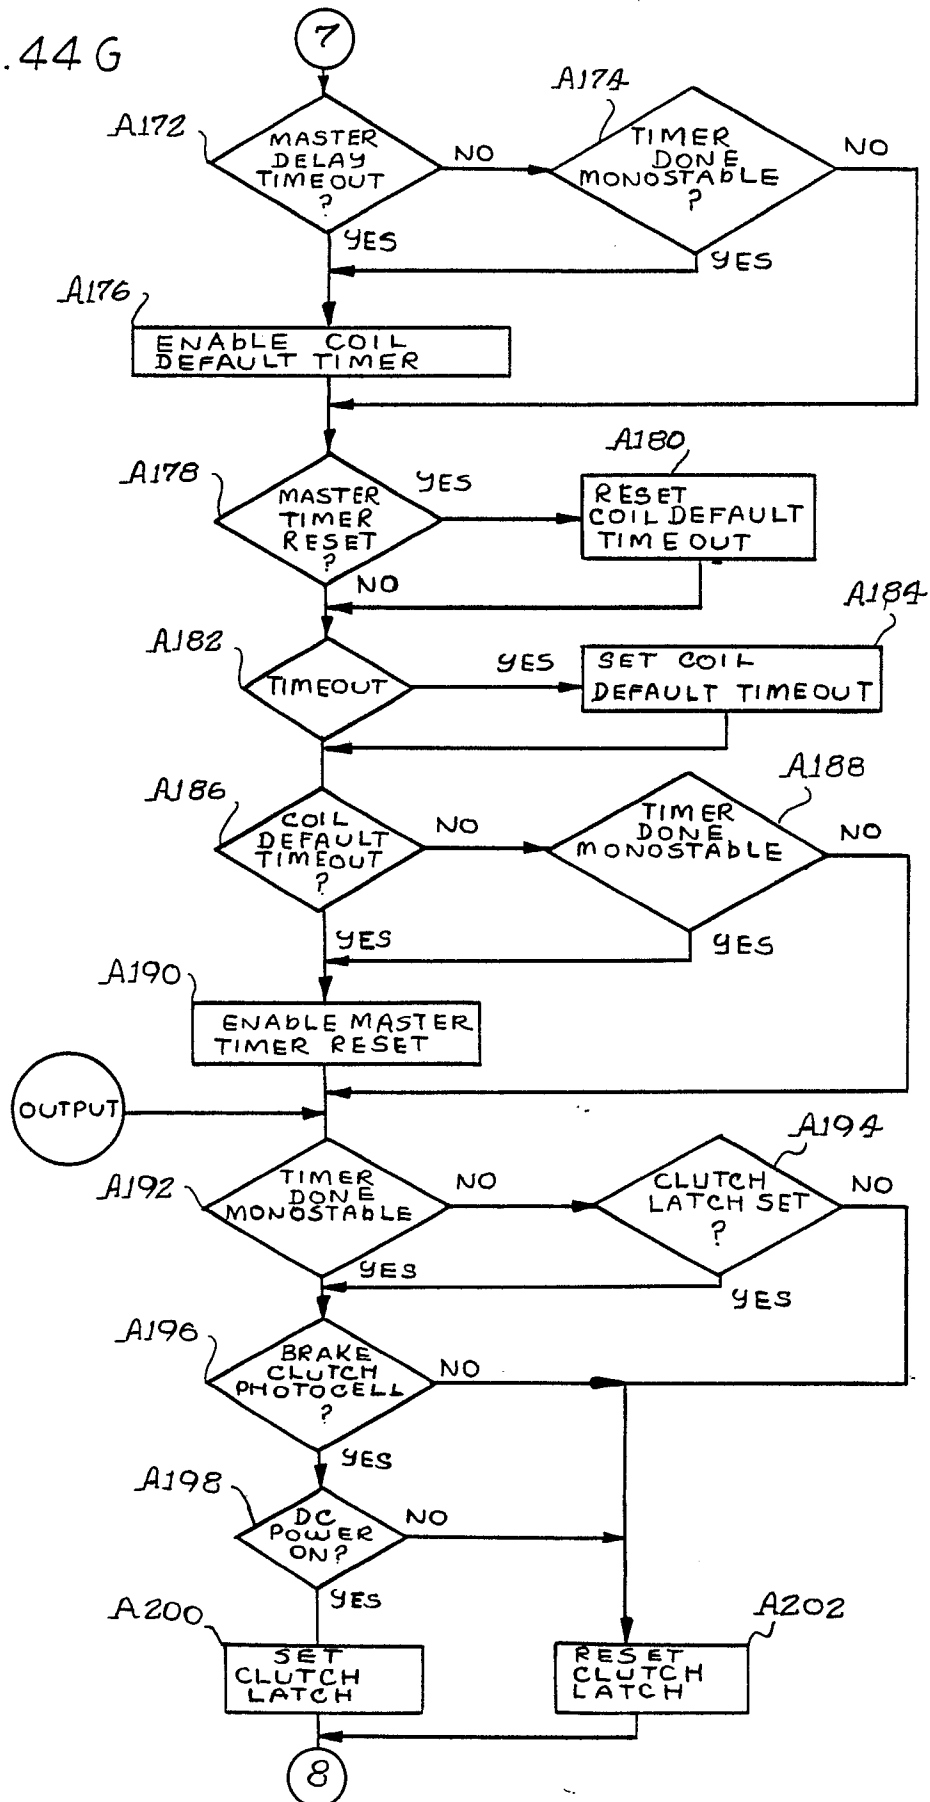 .44 G
7
A172
MASTER
DELAY
TIMEOUT
?
NO
YES
A174
TIMER
DONE
MONOSTABLE
?
NO
YES
A176
ENABLE COIL
DEFAULT TIMER
A178
MASTER
TIMER
RESET
?
YES
NO
A180
RESET
COIL DEFAULT
TIMEOUT
A182
TIMEOUT
YES
A184
SET COIL
DEFAULT TIMEOUT
A186
COIL
DEFAULT
TIMEOUT
?
NO
YES
A188
TIMER
DONE
MONOSTABLE
NO
YES
A190
ENABLE MASTER
TIMER RESET
OUTPUT
A192
TIMER
DONE
MONOSTABLE
NO
YES
A194
CLUTCH
LATCH SET
?
NO
YES
A196
BRAKE
CLUTCH
PHOTOCELL
?
NO
YES
A198
DC
POWER
ON?
NO
YES
A200
SET
CLUTCH
LATCH
A202
RESET
CLUTCH
LATCH
8